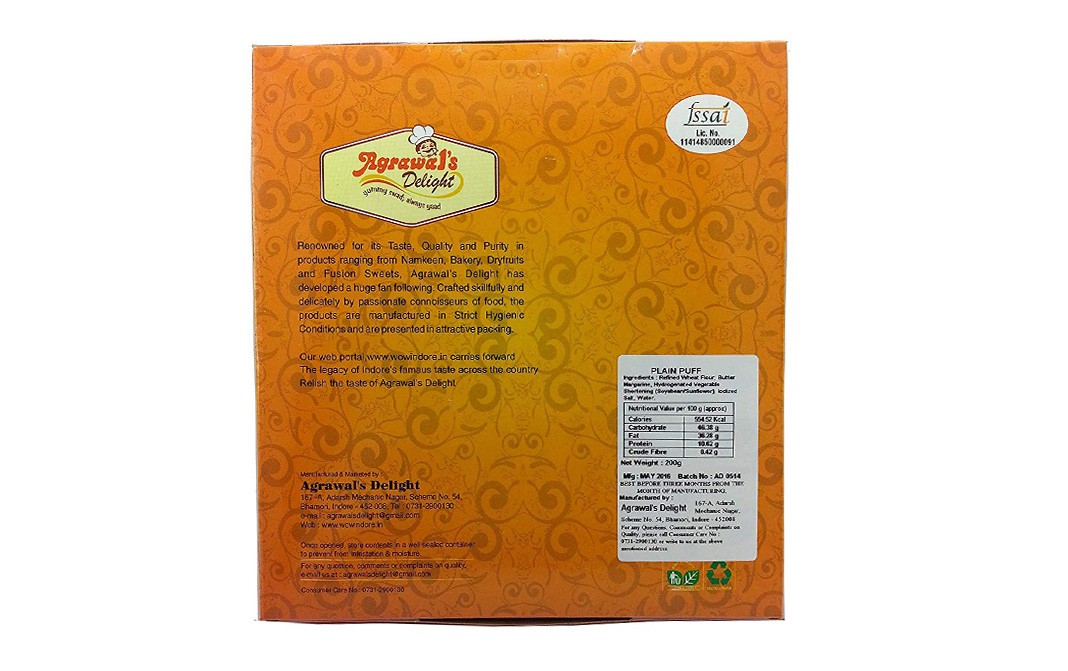 fssai
Lic. No.
11414850000091
Agrawal's
Delight
yummy swad, always good
Renowned for its Taste, Quality and Purity in
products ranging from Namkeen, Bakery, Dryfruits
and Fusion Sweets, Agrawal's Delight has
developed a huge fan following. Crafted skillfully and
delicately by passionate connoisseurs of food, the
products are manufactured in Strict Hygienic
Conditions and are presented in attractive packing.
Our web portal,www.wowindore.in carries forward
The legacy of Indore's famaus taste across the country
Relish the taste of Agrawal's Delight
Manufactured & Marketed by :
Agrawal's Delight
167 -A, Adarsh Mechanic Nagar, Scheme No. 54,
Bhamori, Indore - 452 008, Tel : 0731-2900130
e-mail : agrawalsdelight@gmail.com
Web : www.wowindore.in
Once opened, store contents in a well sealed container
to prevent from infestation & moisture.
For any question, comments or complaints on quality,
e-mail us at : agrawalsdelight@gmail.com
Consumer Care No.: 0731-2900130
PLAIN PUFF
Ingredients : Refined Wheat Flour, Butter
Margarine, Hydrogenated Vegetable
Shortening (Soyabean/Sunflower), Iodized
Salt, Water.
Nutritional Value per 100 g (approx)
Calories 554.52 Kcal
Carbohydrate 46.38 g
Fat 36.28 g
Protein 10.62 g
Crude Fibre 0.42 g
Net Weight : 200g
Mfg : MAY 2016 Batch No : AD 0514
BEST BEFORE THREE MONTHS FROM THE
MONTH OF MANUFACTURING.
Manufactured by :
Agrawal's Delight 167-A, Adarsh
Mechanic Nagar,
Scheme No. 54, Bhamori, Indore - 452008
For any Questions, Comments or Complaints on
Quality, please call Consumer Care No :
0731-2900130 or write to us at the above
mentioned address